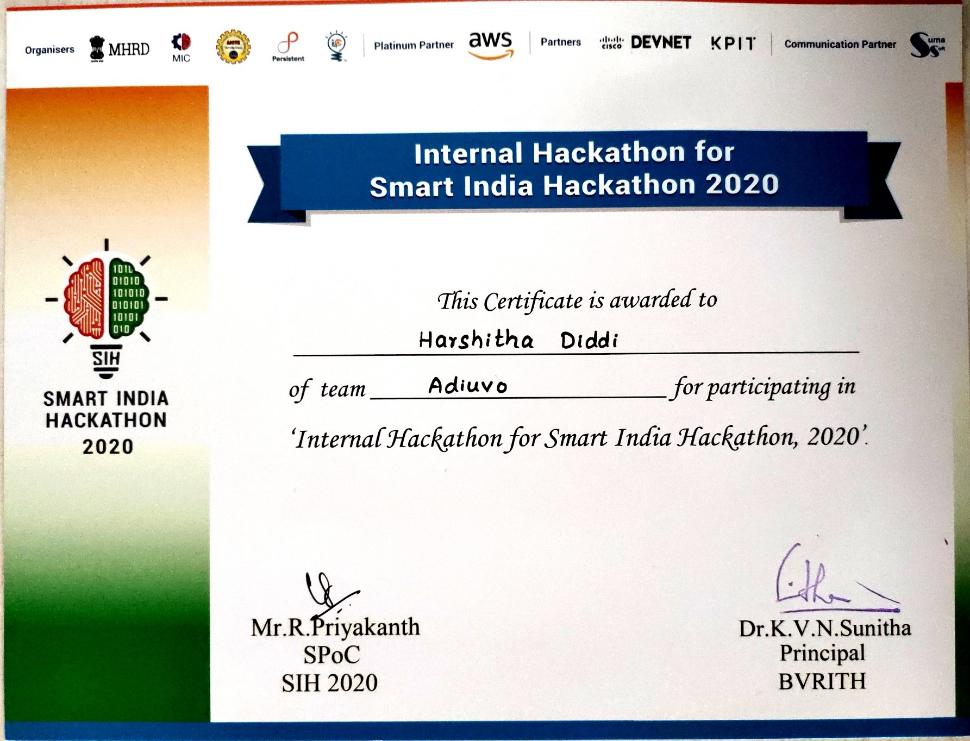 Organisers MHRD MIC Persistent Platinum Partner aws Partners cisco DEVNET KPIT Communication Partner Suma Soft
Internal Hackathon for
Smart India Hackathon 2020
This Certificate is awarded to
Harshitha Diddi
of team Adiuvo for participating in
‘Internal Hackathon for Smart India Hackathon, 2020’.
101L
01010
101010
010101
10101
010
SIH
SMART INDIA
HACKATHON
2020
Mr.R.Priyakanth
SPoC
SIH 2020
Dr.K.V.N.Sunitha
Principal
BVRITH